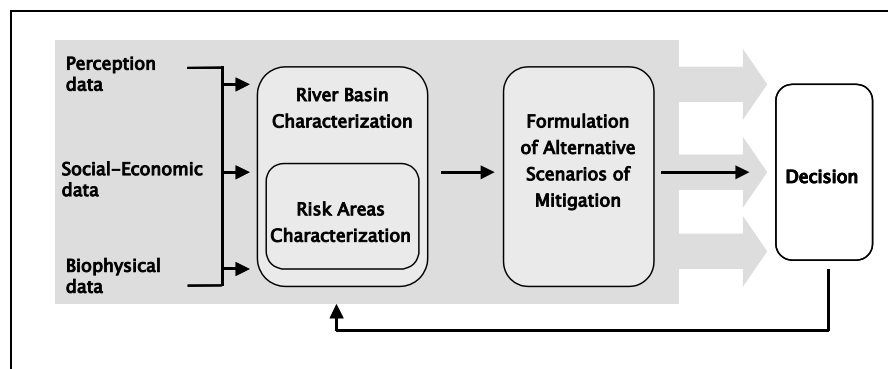 Perception
data
Social-Economic
data
Biophysical
data
River Basin
Characterization
Risk Areas
Characterization
Formulation
of Alternative
Scenarios of
Mitigation
Decision